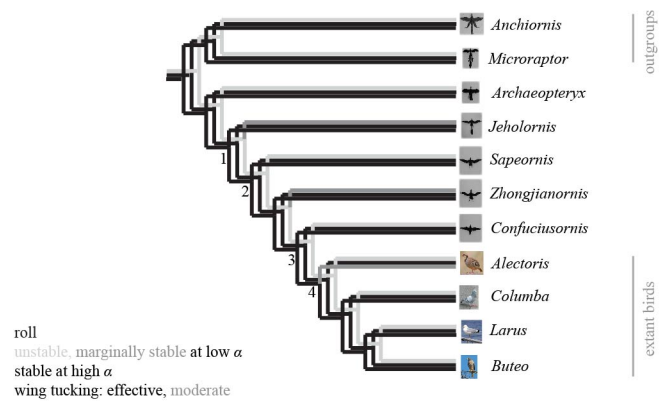 Anchiornis
Microraptor
Archaeopteryx
Jeholornis
Sapeornis
Zhongjianornis
Confuciusornis
Alectoris
Columba
Larus
Buteo
outgroups
extant birds
1
2
3
4
roll
unstable, marginally stable at low α
stable at high α
wing tucking: effective, moderate